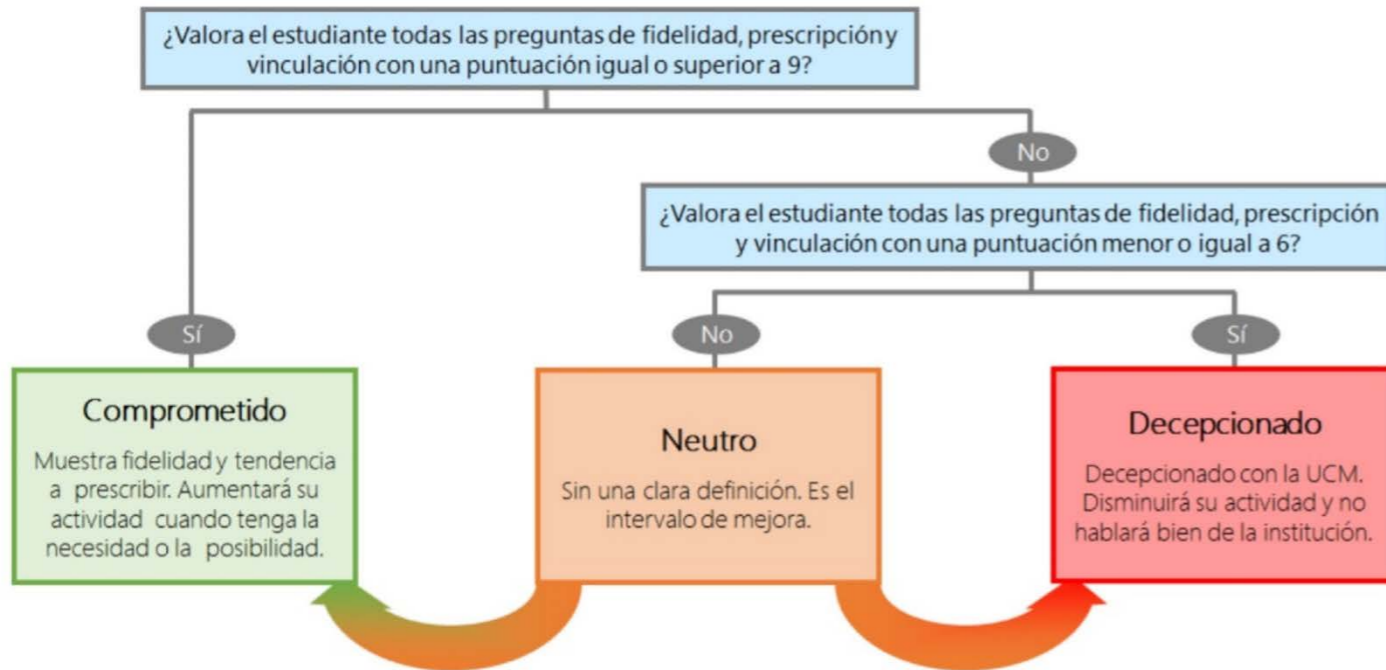 ¿Valora el estudiante todas las preguntas de fidelidad, prescripción y
vinculación con una puntuación igual o superior a 9?
No
¿Valora el estudiante todas las preguntas de fidelidad, prescripción
y vinculación con una puntuación menor o igual a 6?
Sí
No
Sí
Comprometido
Muestra fidelidad y tendencia
a prescribir. Aumentará su
actividad cuando tenga la
necesidad o la posibilidad.
Neutro
Sin una clara definición. Es el
intervalo de mejora.
Decepcionado
Decepcionado con la UCM.
Disminuirá su actividad y no
hablará bien de la institución.